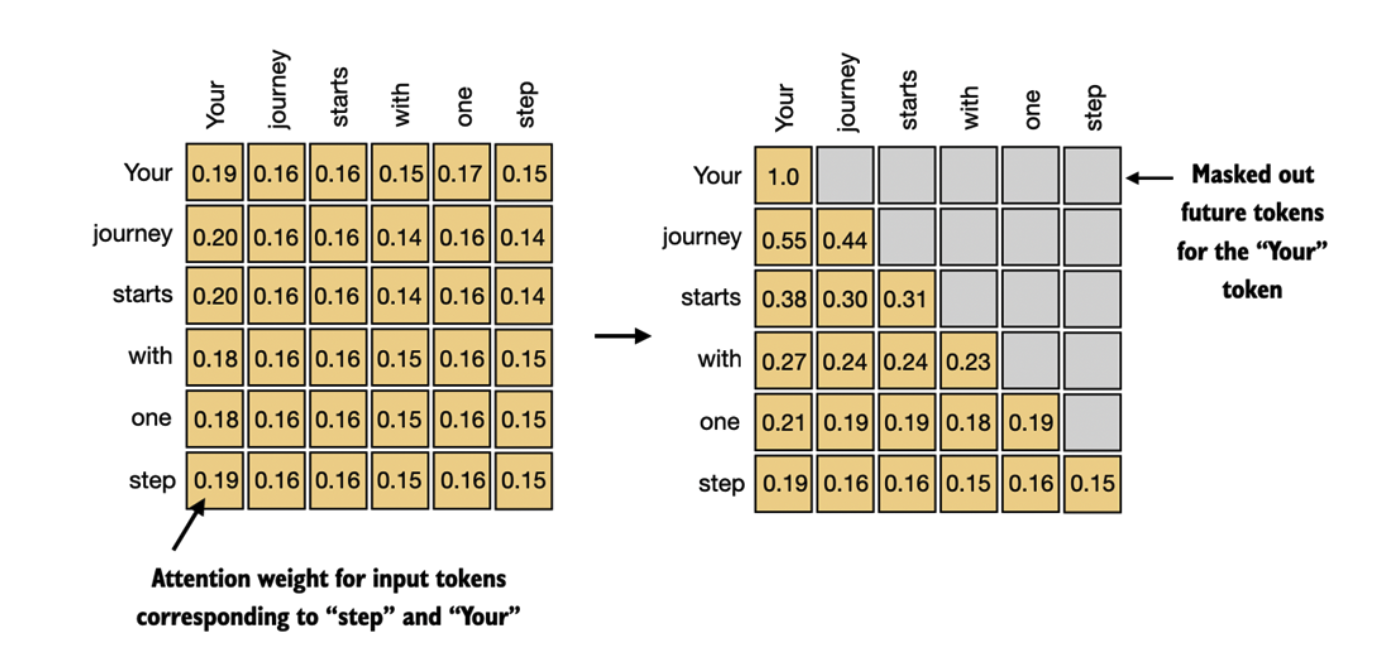 Your journey starts with one step
Your 0.19 0.16 0.16 0.15 0.17 0.15
journey 0.20 0.16 0.16 0.14 0.16 0.14
starts 0.20 0.16 0.16 0.14 0.16 0.14
with 0.18 0.16 0.16 0.15 0.16 0.15
one 0.18 0.16 0.16 0.15 0.16 0.15
step 0.19 0.16 0.16 0.15 0.16 0.15
Attention weight for input tokens
corresponding to “step” and “Your”
Your journey starts with one step
Your 1.0
journey 0.55 0.44
starts 0.38 0.30 0.31
with 0.27 0.24 0.24 0.23
one 0.21 0.19 0.19 0.18 0.19
step 0.19 0.16 0.16 0.15 0.16 0.15
Masked out
future tokens
for the “Your”
token